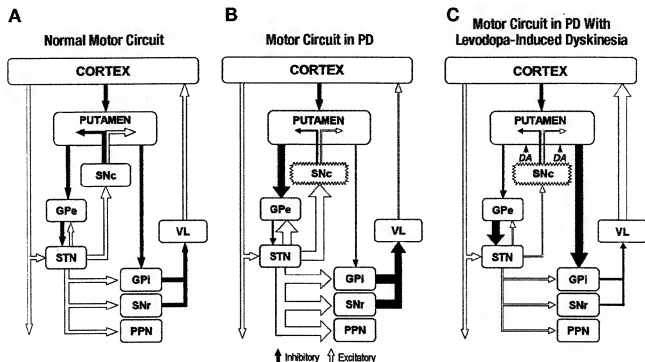 A
Normal Motor Circuit
CORTEX
PUTAMEN
SNc
GPe
VL
STN
GPi
SNr
PPN
B
Motor Circuit in PD
CORTEX
PUTAMEN
SNc
GPe
VL
STN
GPi
SNr
PPN
Inhibitory
Excitatory
C
Motor Circuit in PD With
Levodopa-Induced Dyskinesia
CORTEX
PUTAMEN
DA
DA
SNc
GPe
VL
STN
GPi
SNr
PPN